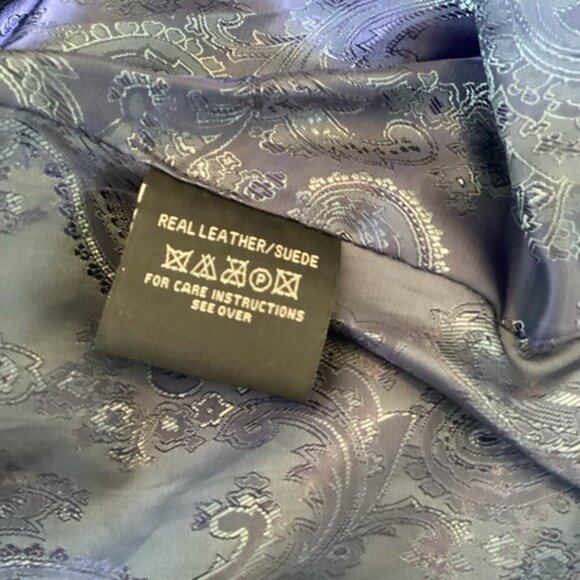 REAL LEATHER/SUEDE
P
FOR CARE INSTRUCTIONS
SEE OVER